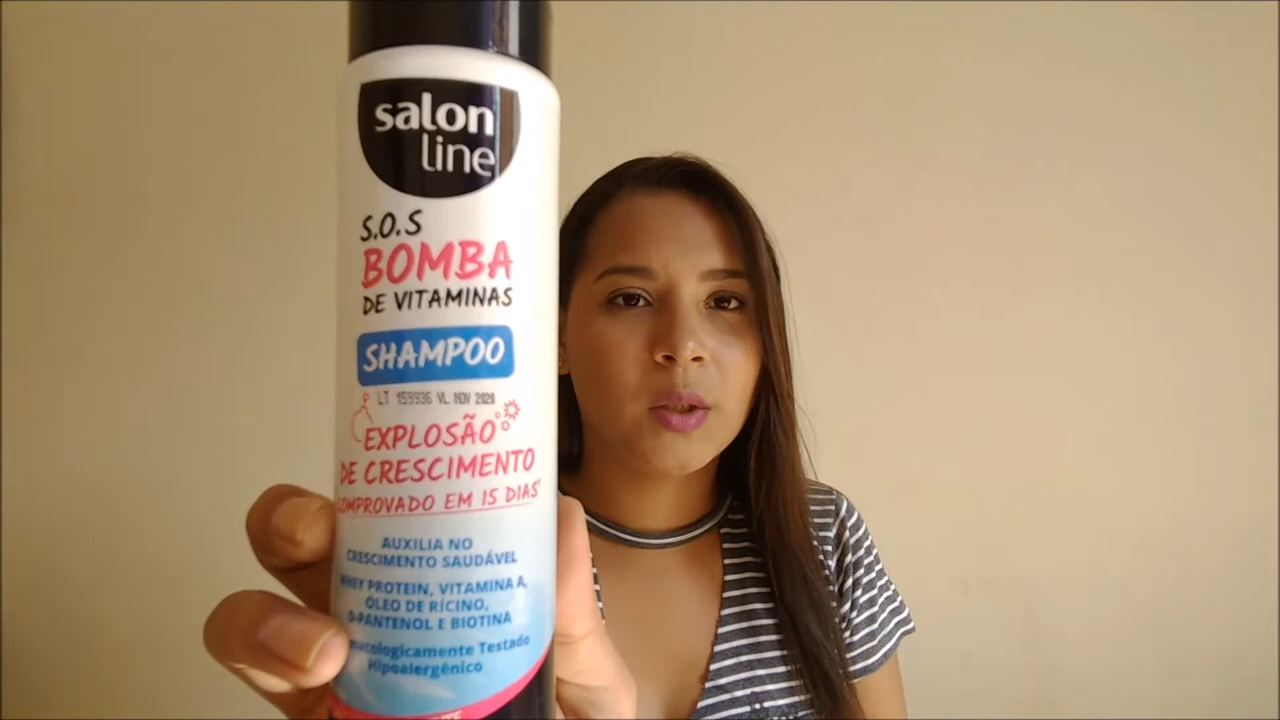 salon
line
S.O.S
BOMBA
DE VITAMINAS
SHAMPOO
LT 159936 VL NOV 2020
EXPLOSÃO
DE CRESCIMENTO
COMPROVADO EM 15 DIAS*
AUXILIA NO
CRESCIMENTO SAUDÁVEL
WHEY PROTEIN, VITAMINA A,
ÓLEO DE RÍCINO,
D-PANTENOL E BIOTINA
Testado
Hipoalergênico